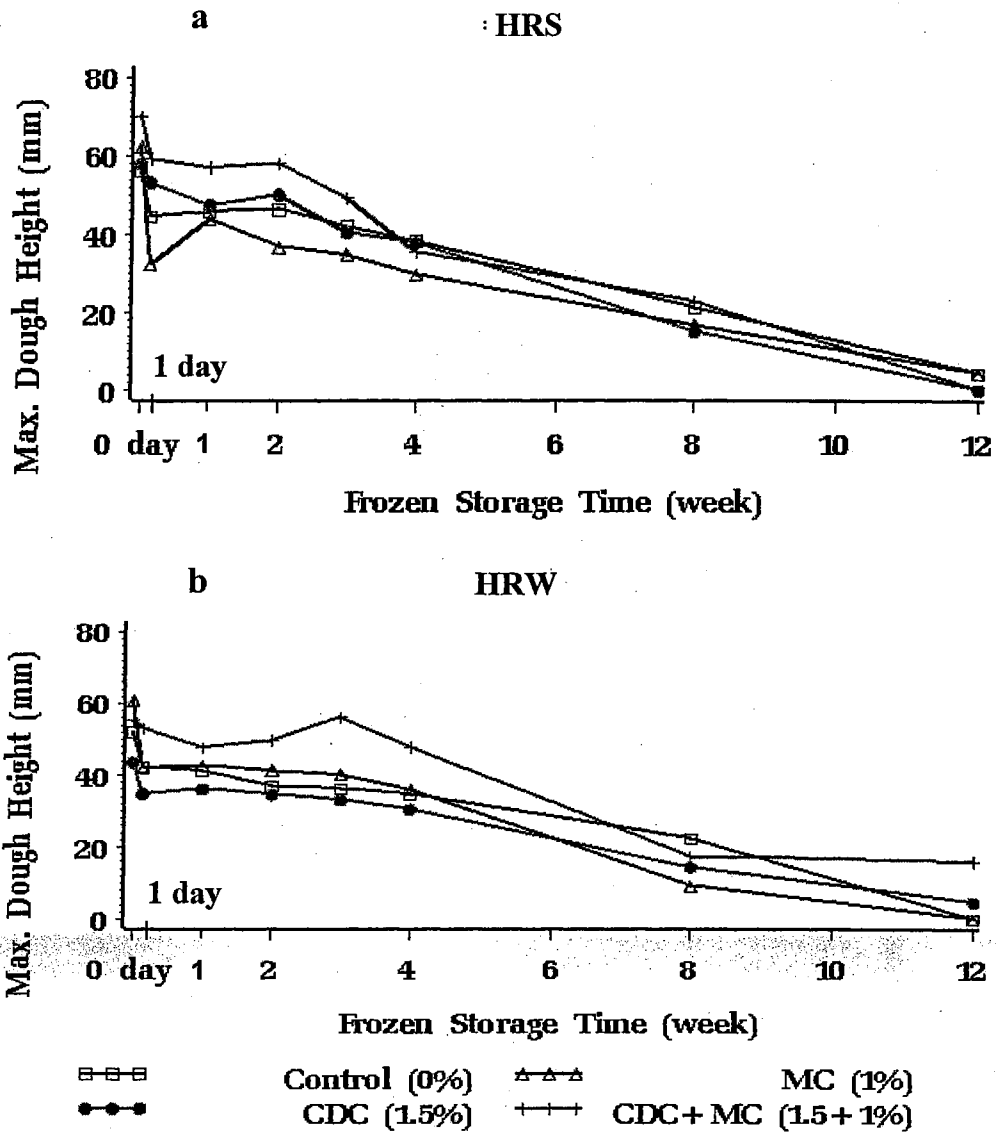 a : HRS
Max. Dough Height (mm)
80
60
40
20
0
1 day
0 day 1 2 4 6 8 10 12
Frozen Storage Time (week)
b HRW
Max. Dough Height (mm)
80
60
40
20
0
1 day
0 day 1 2 4 6 8 10 12
Frozen Storage Time (week)
Control (0%) MC (1%)
CDC (1.5%) CDC+MC (1.5+1%)